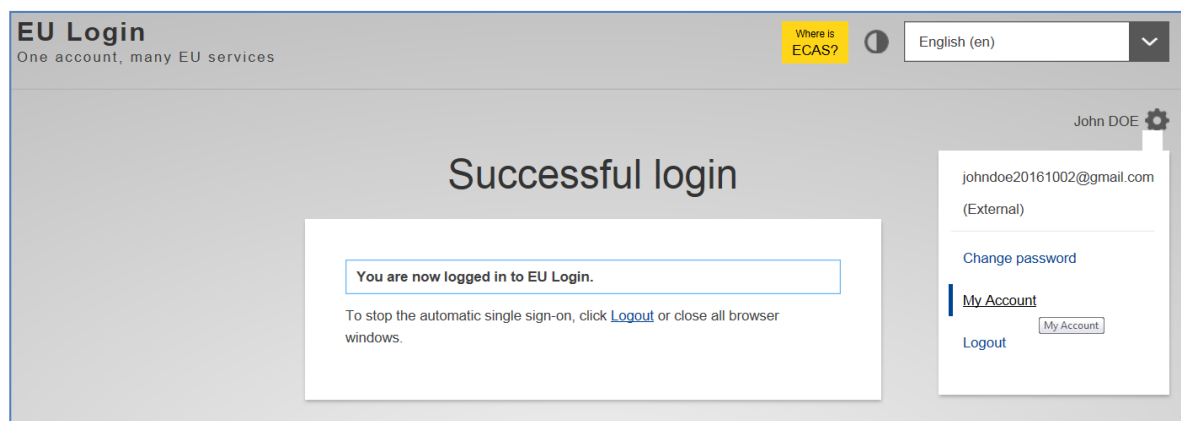 EU Login
One account, many EU services
Where is
ECAS?
English (en)
John DOE
Successful login
johndoe20161002@gmail.com
(External)
You are now logged in to EU Login.
Change password
To stop the automatic single sign-on, click Logout or close all browser
windows.
My Account
My Account
Logout